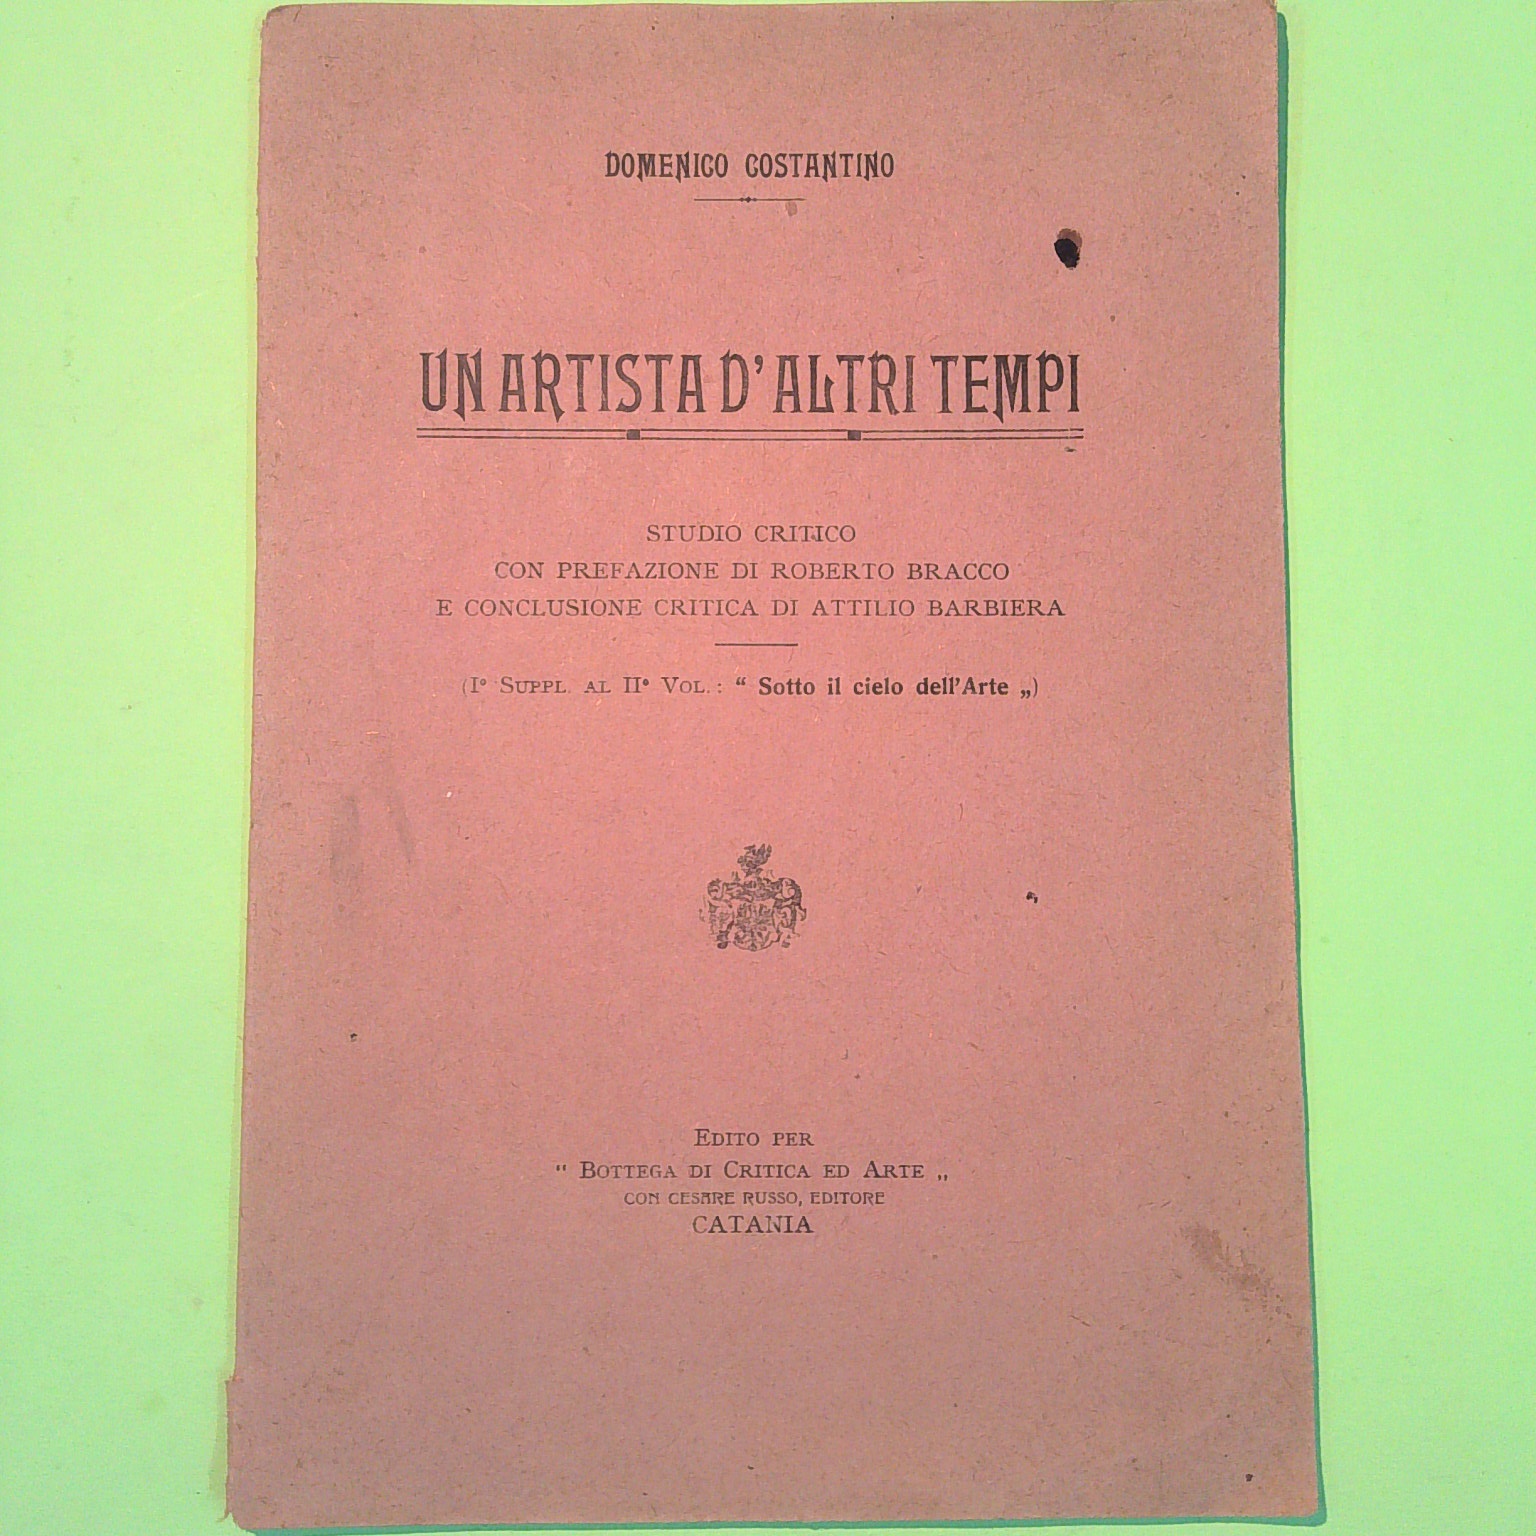 DOMENICO COSTANTINO
UN ARTISTA D'ALTRI TEMPI
STUDIO CRITICO
CON PREFAZIONE DI ROBERTO BRACCO
E CONCLUSIONE CRITICA DI ATTILIO BARBIERA
(I° SUPPL. AL II° VOL.: “ Sotto il cielo dell'Arte „)
EDITO PER
“ BOTTEGA DI CRITICA ED ARTE „
CON CESARE RUSSO, EDITORE
CATANIA